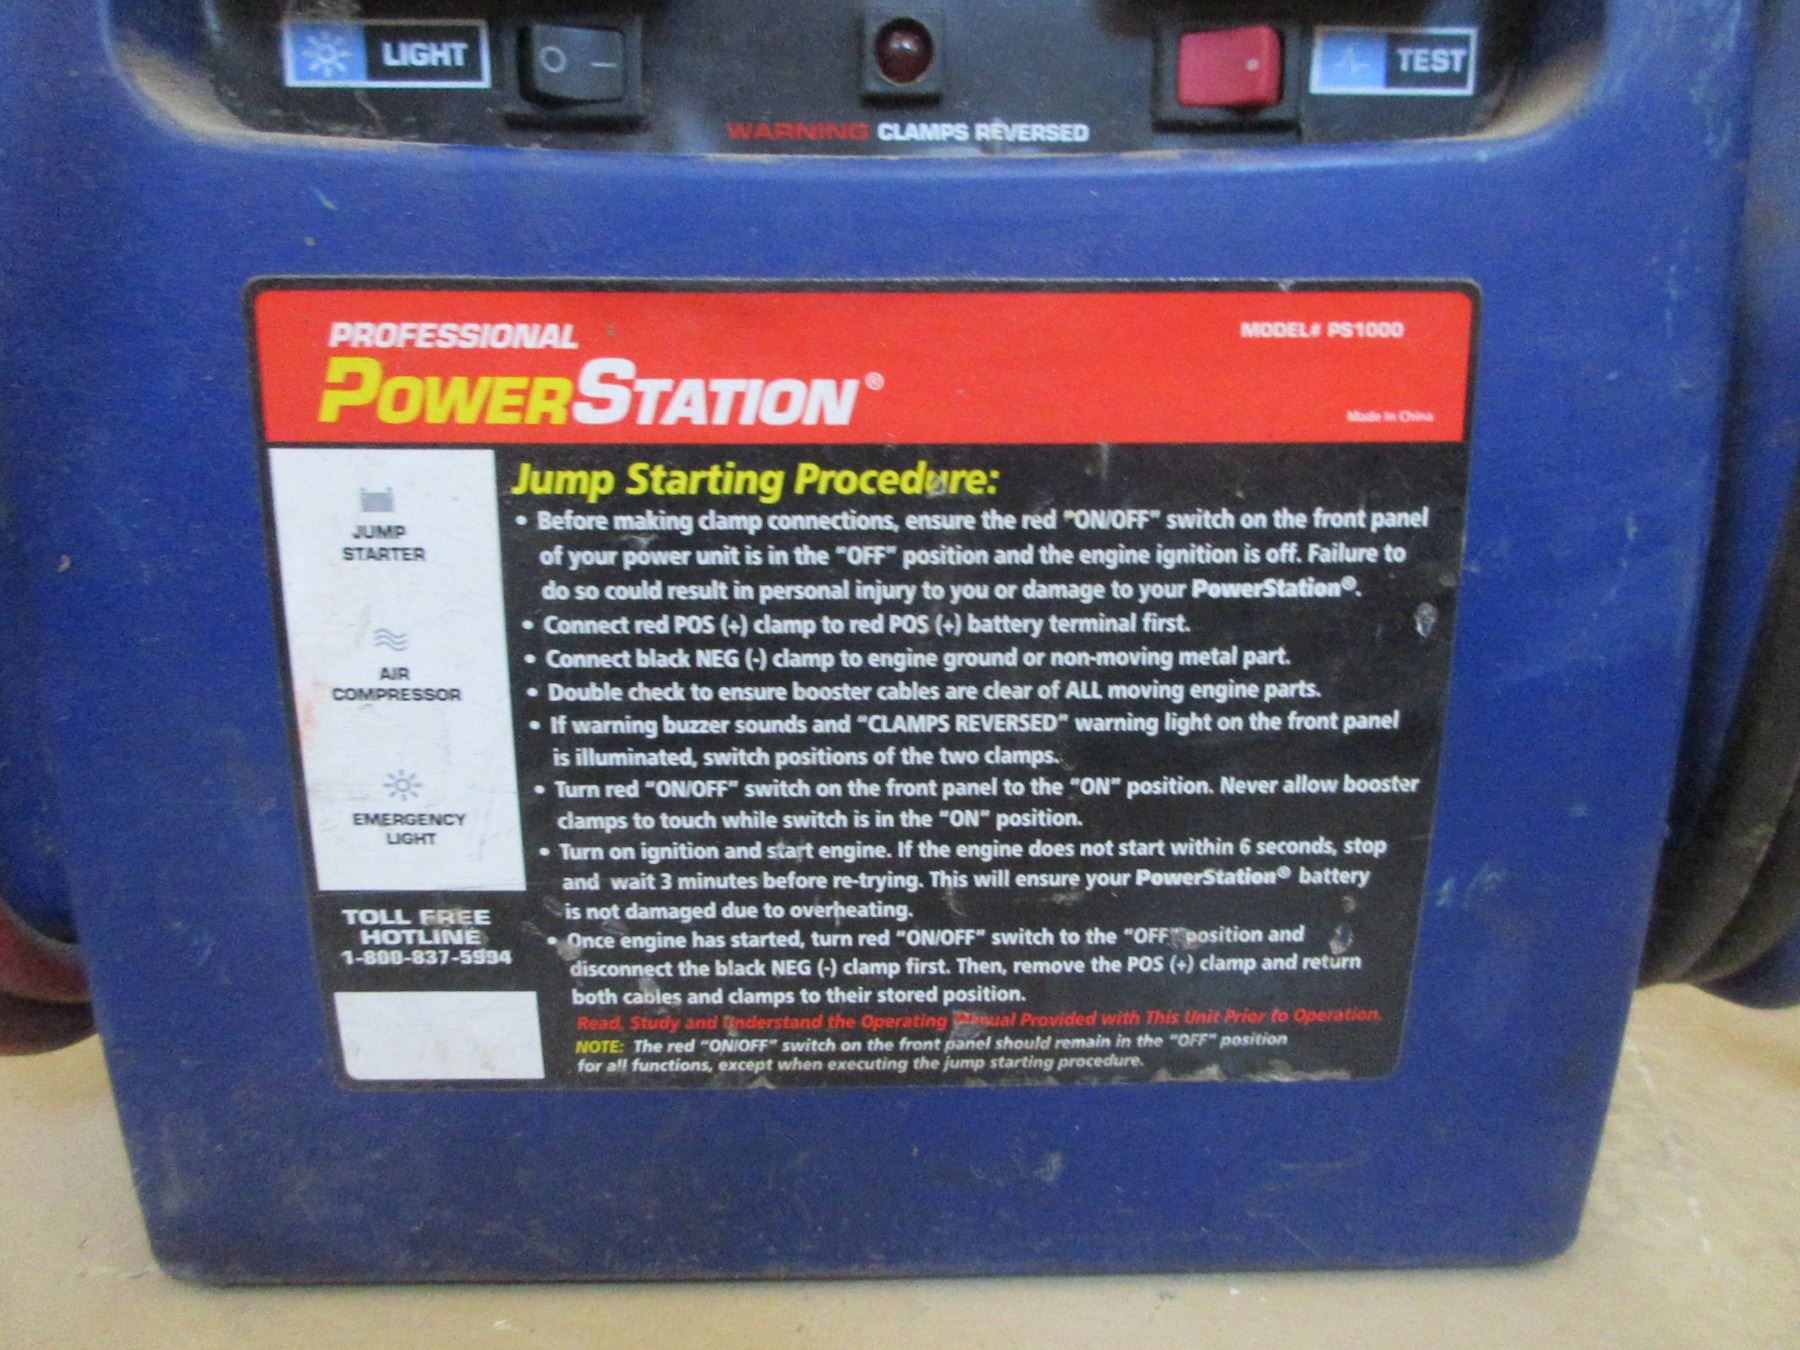 LIGHT
TEST
WARNING CLAMPS REVERSED
PROFESSIONAL
MODEL# PS1000
POWERSTATION®
Made In China
JUMP
STARTER
AIR
COMPRESSOR
EMERGENCY
LIGHT
TOLL FREE
HOTLINE
1-800-837-5994
Jump Starting Procedure:
• Before making clamp connections, ensure the red "ON/OFF" switch on the front panel
of your power unit is in the "OFF" position and the engine ignition is off. Failure to
do so could result in personal injury to you or damage to your PowerStation®.
• Connect red POS (+) clamp to red POS (+) battery terminal first.
• Connect black NEG (-) clamp to engine ground or non-moving metal part.
• Double check to ensure booster cables are clear of ALL moving engine parts.
• If warning buzzer sounds and "CLAMPS REVERSED" warning light on the front panel
is illuminated, switch positions of the two clamps.
• Turn red "ON/OFF" switch on the front panel to the "ON" position. Never allow booster
clamps to touch while switch is in the "ON" position.
• Turn on ignition and start engine. If the engine does not start within 6 seconds, stop
and wait 3 minutes before re-trying. This will ensure your PowerStation® battery
is not damaged due to overheating.
• Once engine has started, turn red "ON/OFF" switch to the "OFF" position and
disconnect the black NEG (-) clamp first. Then, remove the POS (+) clamp and return
both cables and clamps to their stored position.
Read, Study and Understand the Operating Manual Provided with This Unit Prior to Operation.
NOTE: The red "ON/OFF" switch on the front panel should remain in the "OFF" position
for all functions, except when executing the jump starting procedure.